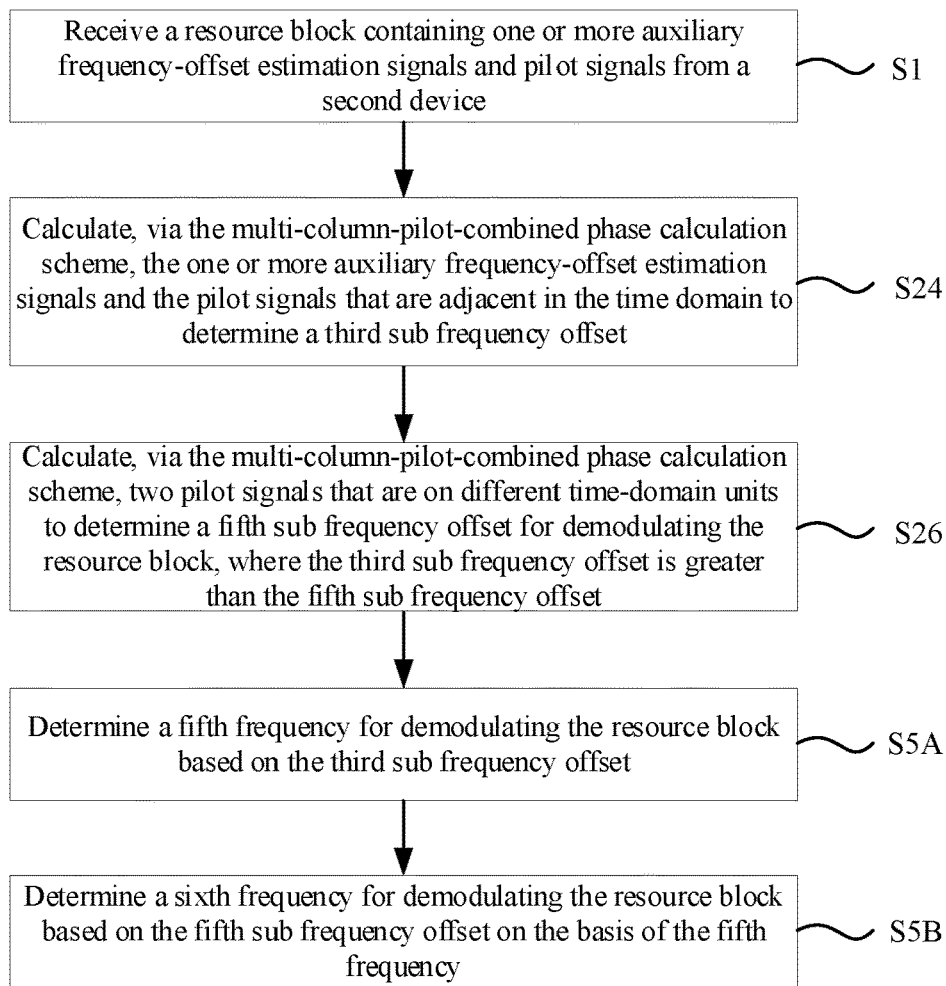 Receive a resource block containing one or more auxiliary
frequency-offset estimation signals and pilot signals from a
second device
S1
Calculate, via the multi-column-pilot-combined phase calculation
scheme, the one or more auxiliary frequency-offset estimation
signals and the pilot signals that are adjacent in the time domain to
determine a third sub frequency offset
S24
Calculate, via the multi-column-pilot-combined phase calculation
scheme, two pilot signals that are on different time-domain units
to determine a fifth sub frequency offset for demodulating the
resource block, where the third sub frequency offset is greater
than the fifth sub frequency offset
S26
Determine a fifth frequency for demodulating the resource block
based on the third sub frequency offset
S5A
Determine a sixth frequency for demodulating the resource block
based on the fifth sub frequency offset on the basis of the fifth
frequency
S5B